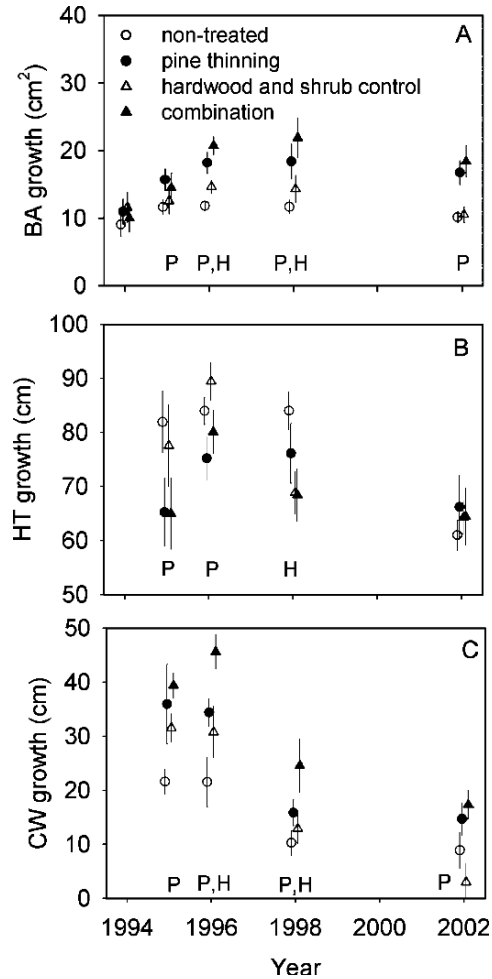 A
non-treated
pine thinning
hardwood and shrub control
combination
BA growth (cm²)
40
30
20
10
0
P P,H P,H P
B
HT growth (cm)
100
90
80
70
60
50
P P H
C
CW growth (cm)
50
40
30
20
10
0
P P,H P,H P
1994 1996 1998 2000 2002
Year